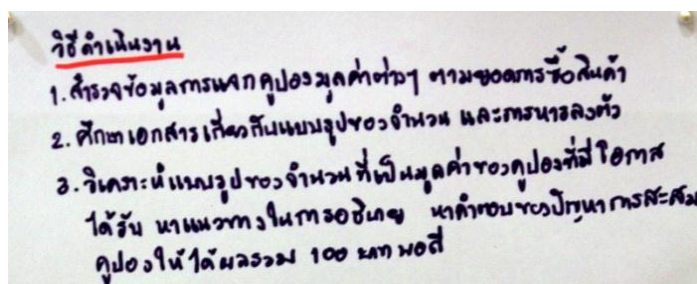 วิธีดำเนินงาน
1. สำรวจข้อมูลการแจกคูปองมูลค่าต่างๆ ตามยอดการซื้อสินค้า
2. ศึกษาเอกสารเกี่ยวกับแบบรูปของจำนวน และการหารลงตัว
3. วิเคราะห์แบบรูปของจำนวนที่เป็นมูลค่าของคูปองที่มีโอกาส
ได้รับ หาแนวทางในการอธิบาย หาคำตอบของปัญหาการสะสม
คูปองให้ได้ผลรวม 100 บาท พอดี